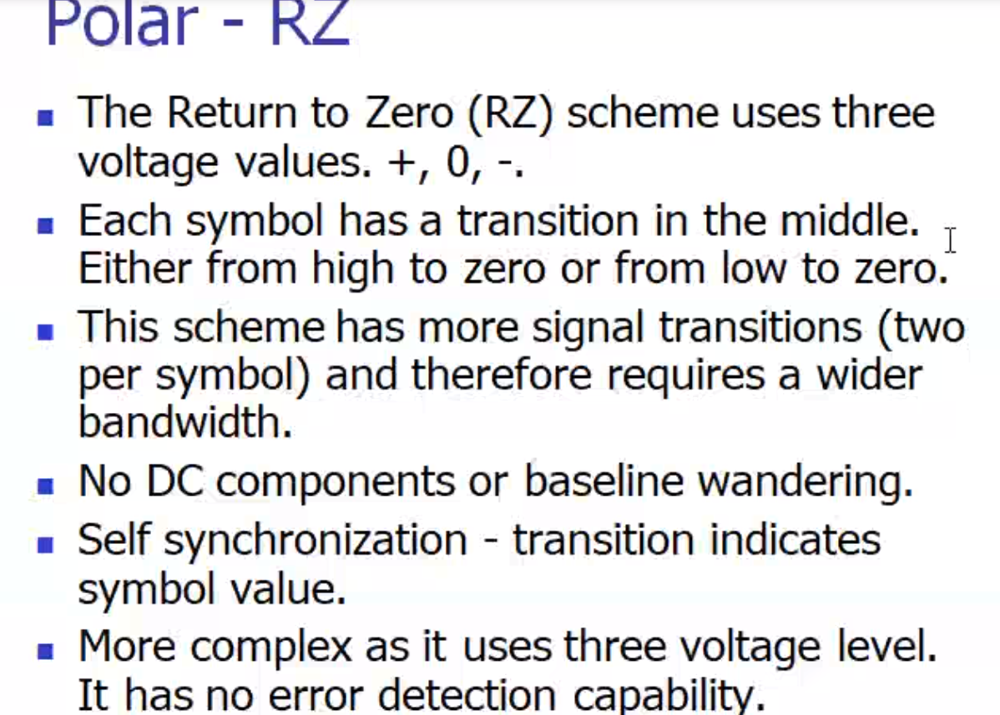 Polar - RZ
The Return to Zero (RZ) scheme uses three
voltage values. +, 0, -.
Each symbol has a transition in the middle.
Either from high to zero or from low to zero.
This scheme has more signal transitions (two
per symbol) and therefore requires a wider
bandwidth.
No DC components or baseline wandering.
Self synchronization - transition indicates
symbol value.
More complex as it uses three voltage level.
It has no error detection capability.